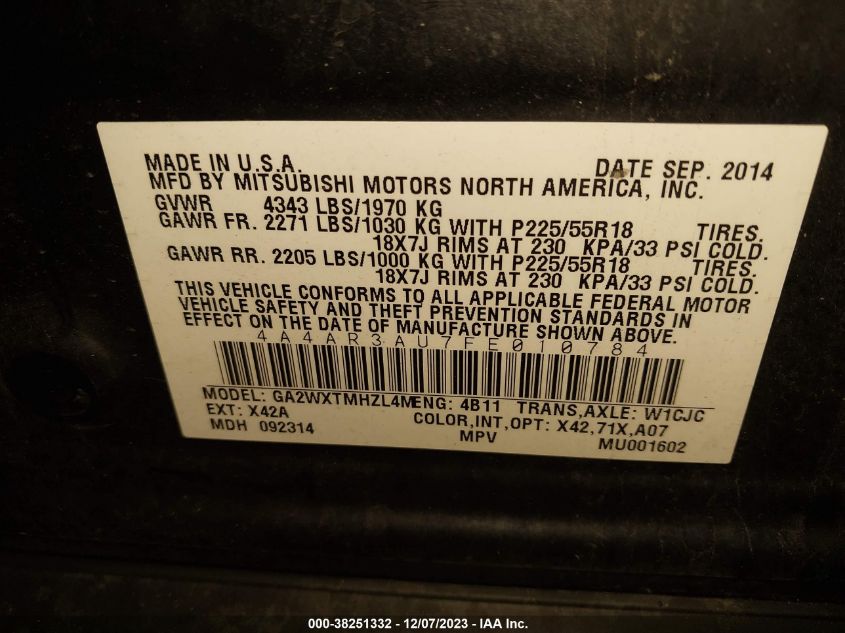 MADE IN U.S.A. DATE SEP. 2014
MFD BY MITSUBISHI MOTORS NORTH AMERICA, INC.
GVWR 4343 LBS/1970 KG
GAWR FR. 2271 LBS/1030 KG WITH P225/55R18 TIRES.
18X7J RIMS AT 230 KPA/33 PSI COLD.
GAWR RR. 2205 LBS/1000 KG WITH P225/55R18 TIRES.
18X7J RIMS AT 230 KPA/33 PSI COLD.
THIS VEHICLE CONFORMS TO ALL APPLICABLE FEDERAL MOTOR
VEHICLE SAFETY AND THEFT PREVENTION STANDARDS IN
EFFECT ON THE DATE OF MANUFACTURE SHOWN ABOVE.
4A4AR3AU7FE010784
MODEL: GA2WXTMHZL4M ENG: 4B11 TRANS,AXLE: W1CJC
EXT: X42A COLOR,INT,OPT: X42,71X,A07
MDH 092314 MPV MU001602
000-38251332 - 12/07/2023 - IAA Inc.